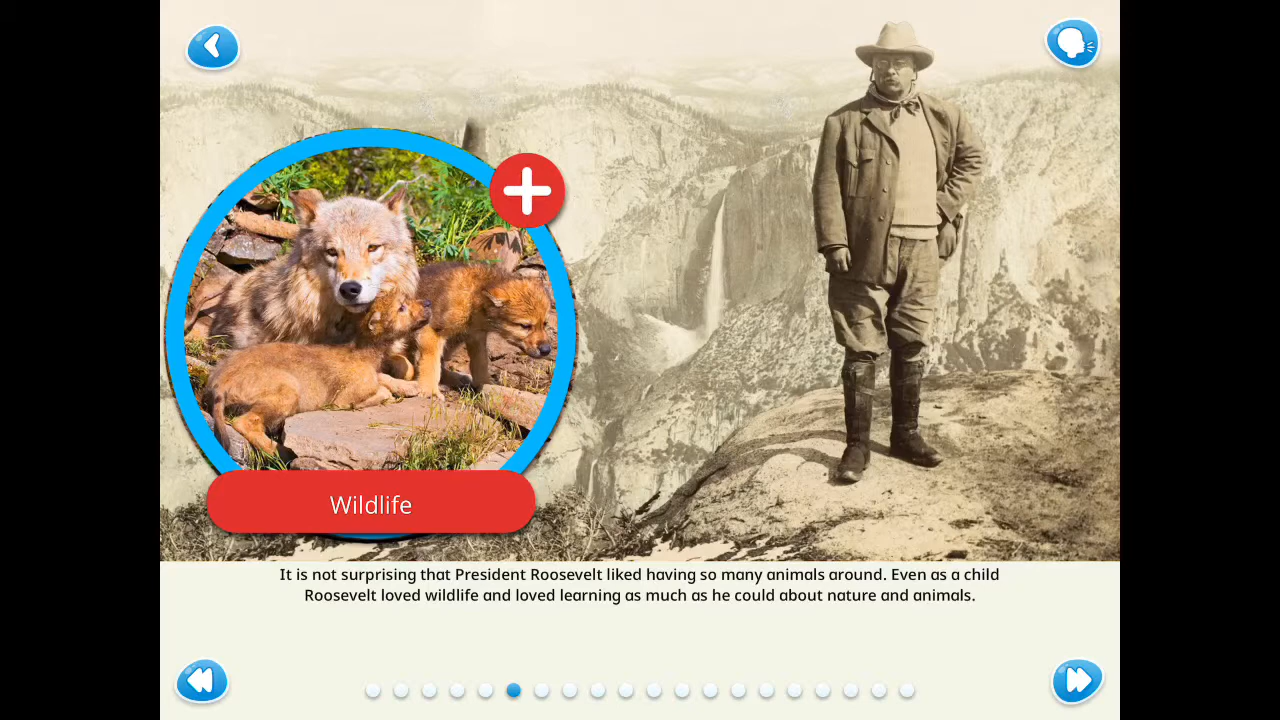 Wildlife
It is not surprising that President Roosevelt liked having so many animals around. Even as a child
Roosevelt loved wildlife and loved learning as much as he could about nature and animals.